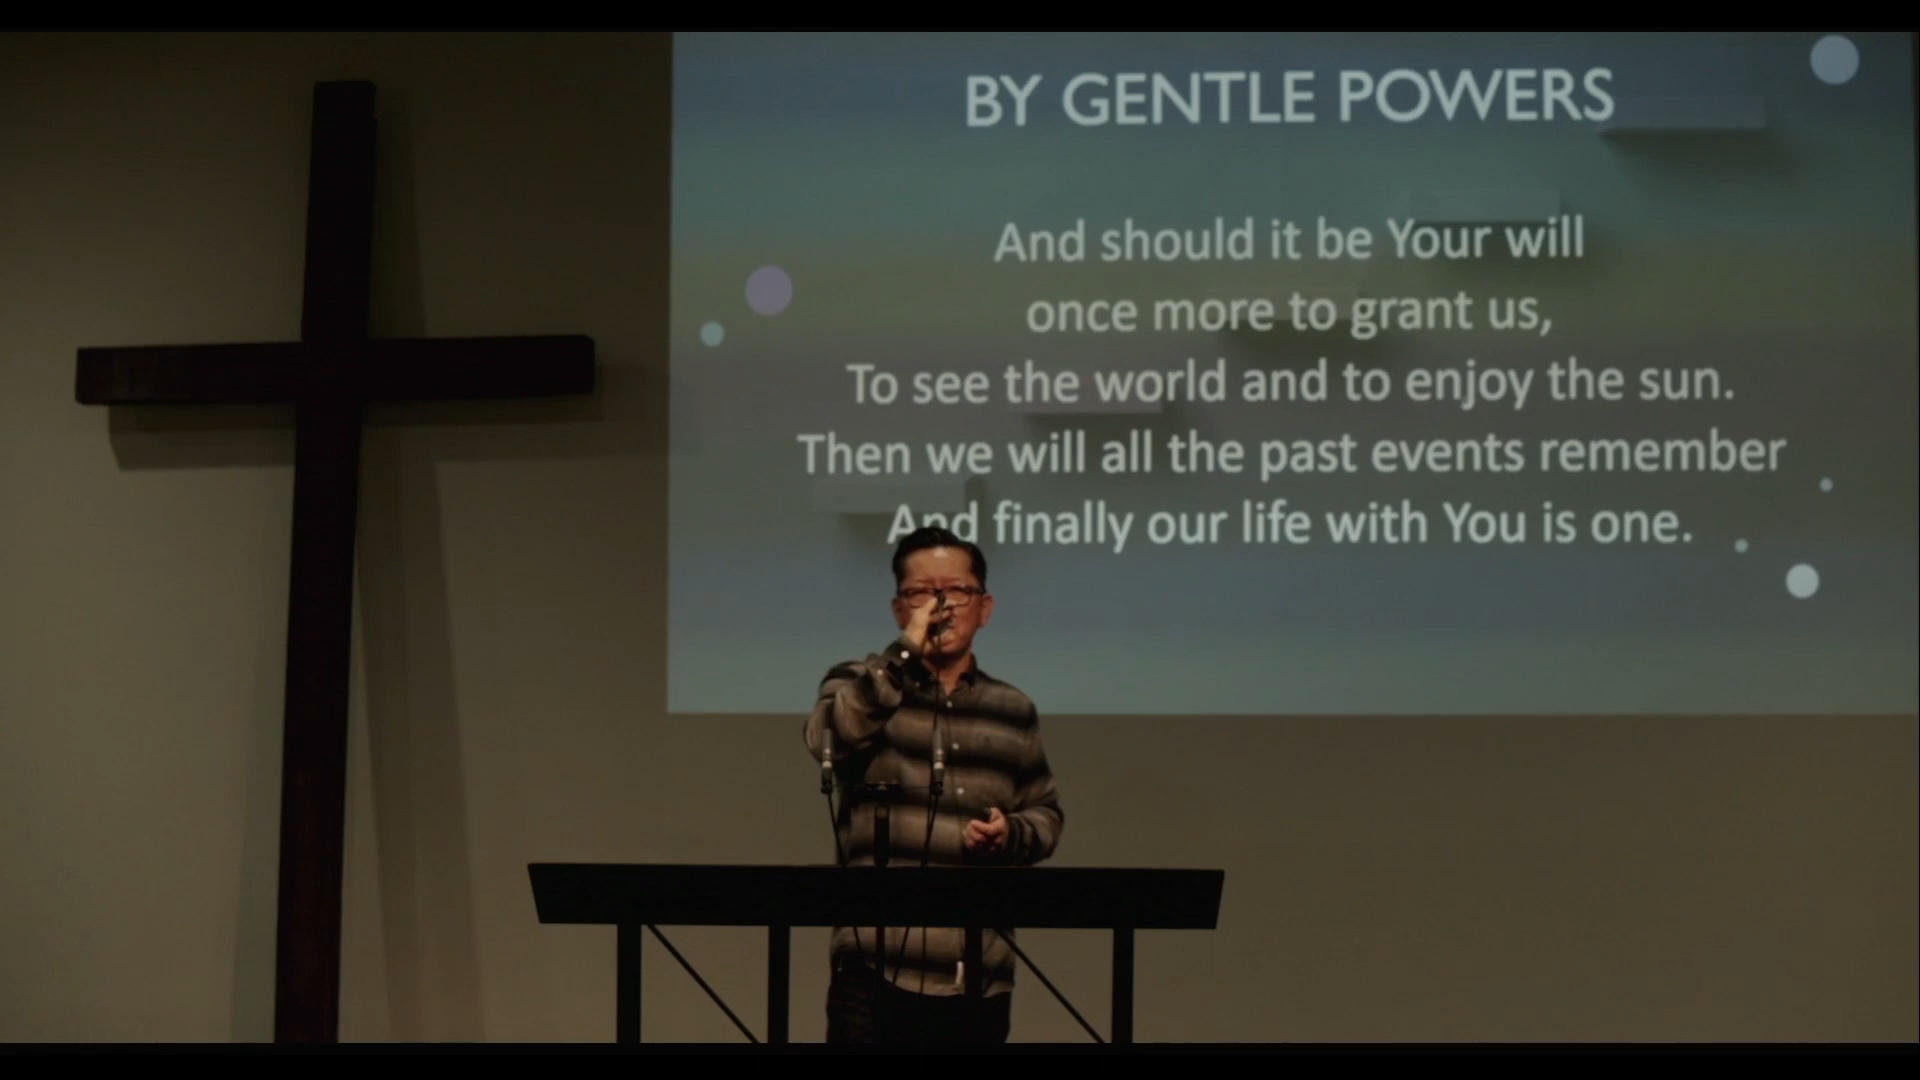 BY GENTLE POWERS
And should it be Your will
once more to grant us,
To see the world and to enjoy the sun.
Then we will all the past events remember
And finally our life with You is one.